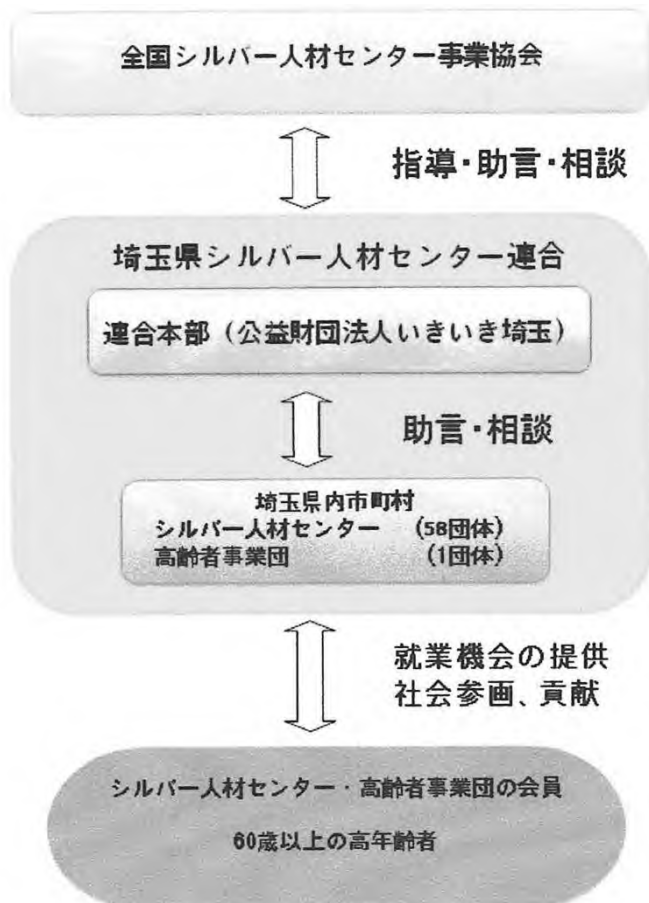 全国シルバー人材センター事業協会
指導・助言・相談
埼玉県シルバー人材センター連合
連合本部（公益財団法人いきいき埼玉）
助言・相談
埼玉県内市町村
シルバー人材センター　（58団体）
高齢者事業団　（1団体）
就業機会の提供
社会参画、貢献
シルバー人材センター・高齢者事業団の会員
60歳以上の高年齢者